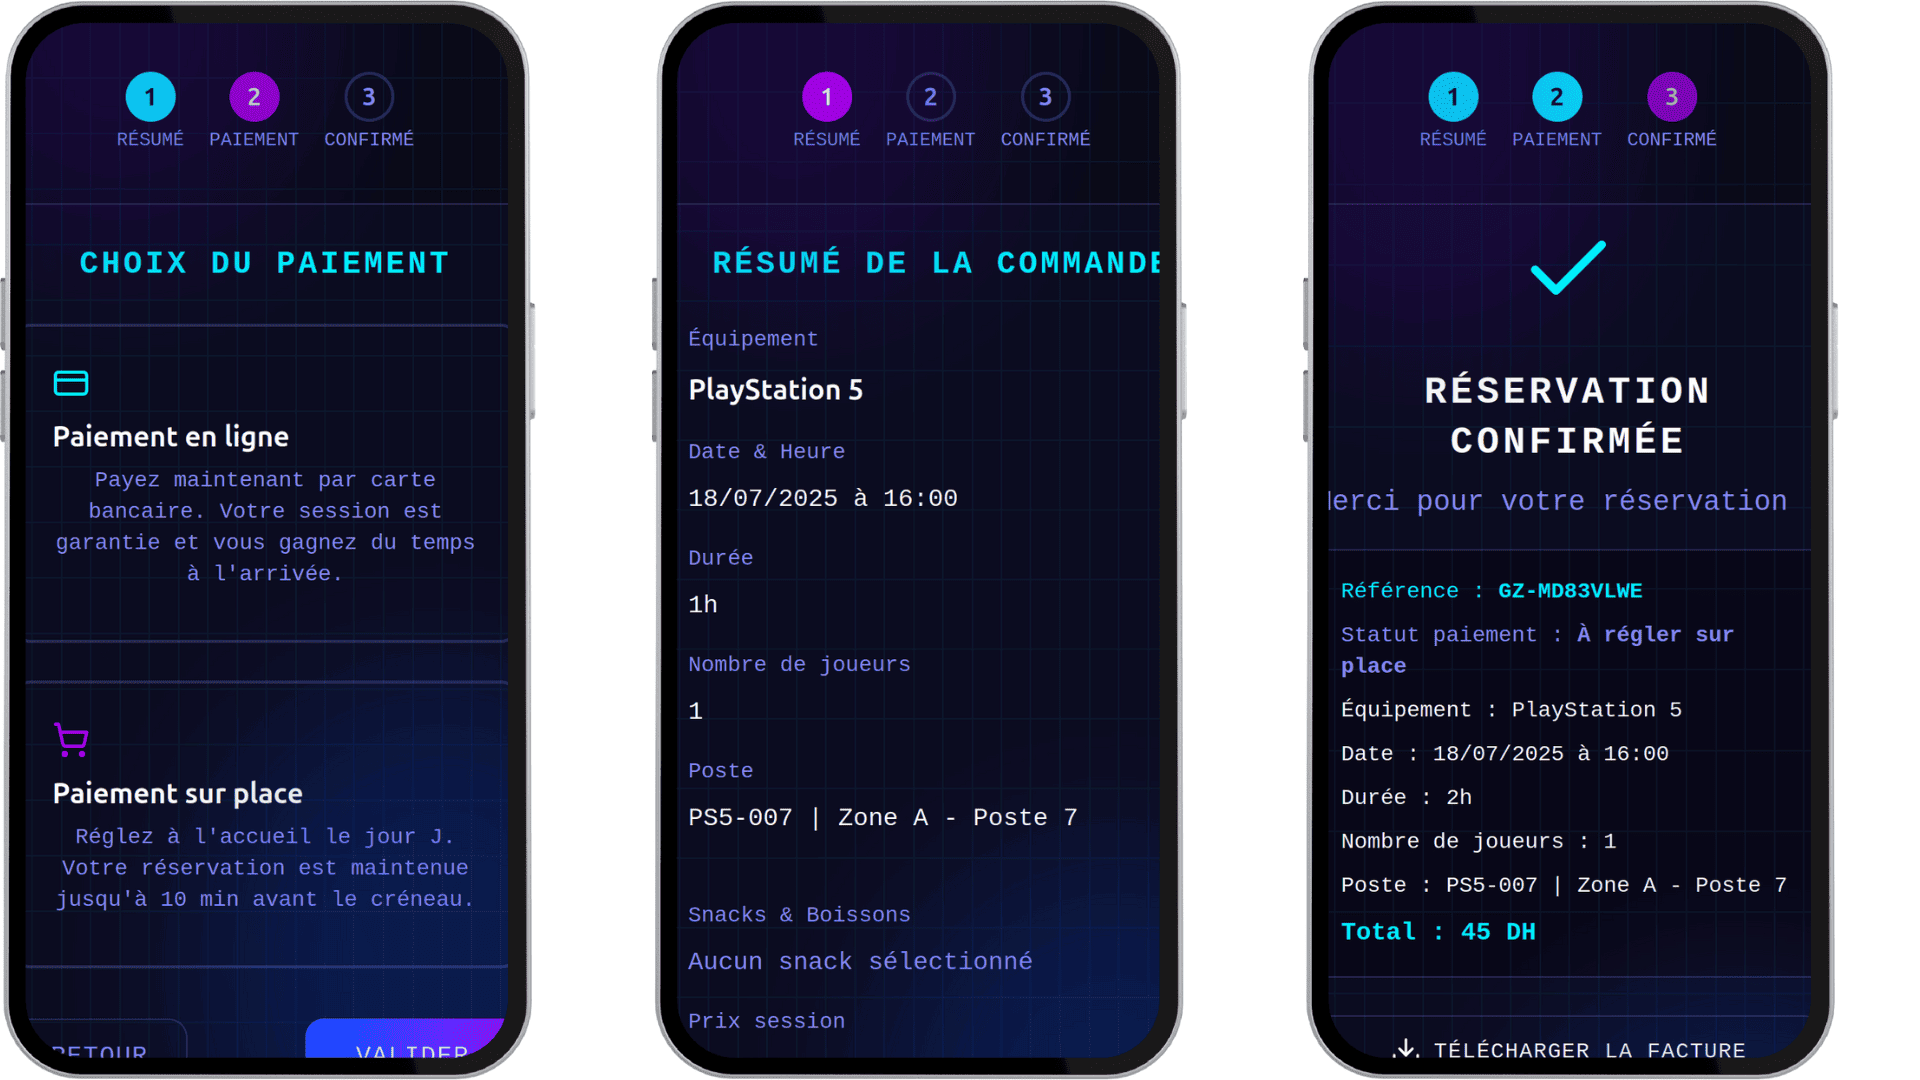 1 2 3
RÉSUMÉ PAIEMENT CONFIRMÉ
CHOIX DU PAIEMENT
Paiement en ligne
Payez maintenant par carte
bancaire. Votre session est
garantie et vous gagnez du temps
à l'arrivée.
Paiement sur place
Réglez à l'accueil le jour J.
Votre réservation est maintenue
jusqu'à 10 min avant le créneau.
RETOUR VALIDER
1 2 3
RÉSUMÉ PAIEMENT CONFIRMÉ
RÉSUMÉ DE LA COMMANDE
Équipement
PlayStation 5
Date & Heure
18/07/2025 à 16:00
Durée
1h
Nombre de joueurs
1
Poste
PS5-007 | Zone A - Poste 7
Snacks & Boissons
Aucun snack sélectionné
Prix session
1 2 3
RÉSUMÉ PAIEMENT CONFIRMÉ
RÉSERVATION
CONFIRMÉE
Merci pour votre réservation
Référence : GZ-MD83VLWE
Statut paiement : À régler sur
place
Équipement : PlayStation 5
Date : 18/07/2025 à 16:00
Durée : 2h
Nombre de joueurs : 1
Poste : PS5-007 | Zone A - Poste 7
Total : 45 DH
TÉLÉCHARGER LA FACTURE